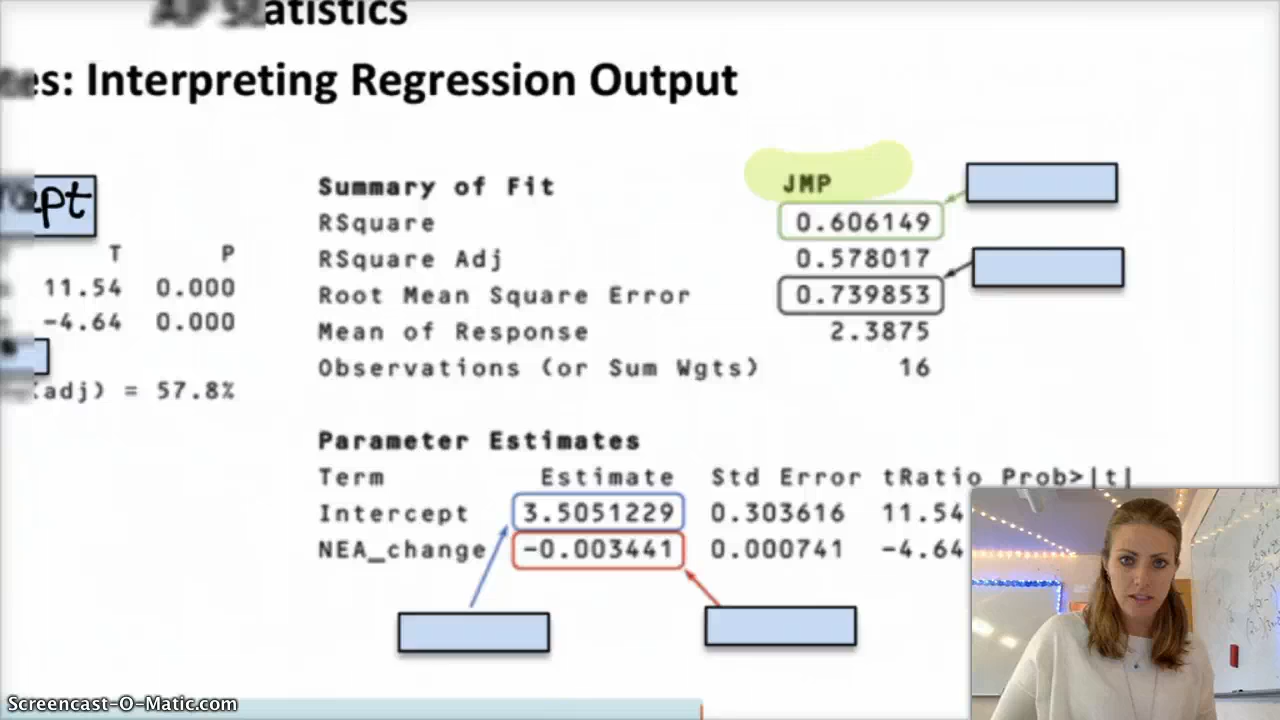 AP Statistics
es: Interpreting Regression Output
ept
T P
11.54 0.000
-4.64 0.000
(adj) = 57.8%
Summary of Fit JMP
RSquare 0.606149
RSquare Adj 0.578017
Root Mean Square Error 0.739853
Mean of Response 2.3875
Observations (or Sum Wgts) 16
Parameter Estimates
Term Estimate Std Error tRatio Prob>|t|
Intercept 3.5051229 0.303616 11.54
NEA_change -0.003441 0.000741 -4.64
Screencast-O-Matic.com